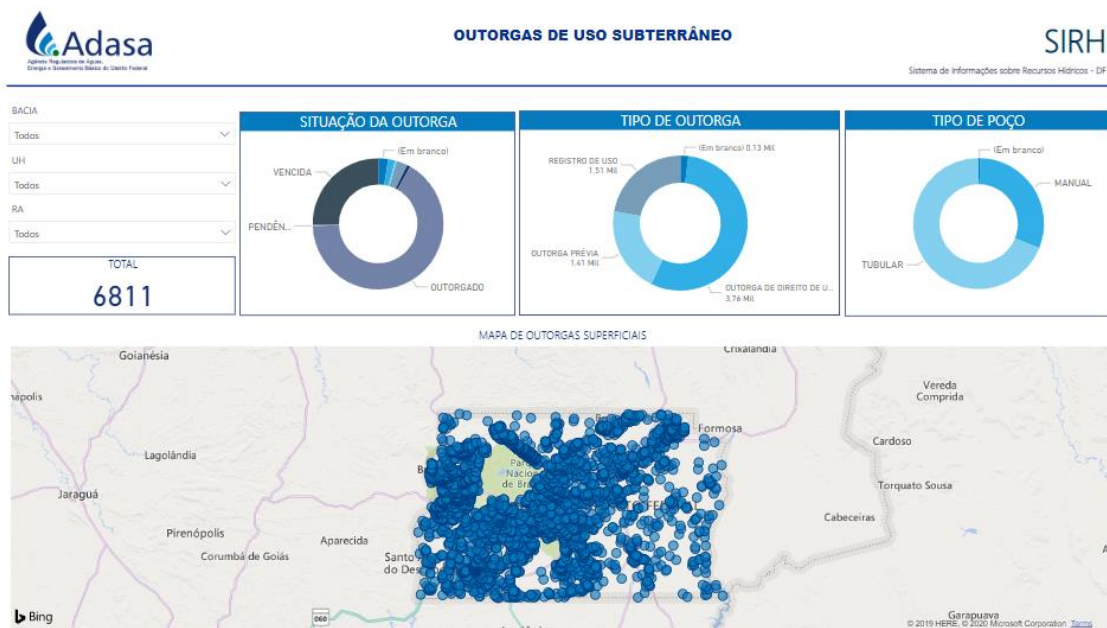 Adasa
Agência Reguladora de Águas,
Energia e Saneamento Básico do Distrito Federal
OUTORGAS DE USO SUBTERRÂNEO
SIRH
Sistema de Informações sobre Recursos Hídricos - DF
BACIA
Todos
UH
Todos
RA
Todos
TOTAL
6811
SITUAÇÃO DA OUTORGA
(Em branco)
VENCIDA
PENDÊN...
OUTORGADO
TIPO DE OUTORGA
(Em branco) 0.13 Mil
REGISTRO DE USO
1.51 Mil
OUTORGA PRÉVIA
1.41 Mil
OUTORGA DE DIREITO DE U...
3.76 Mil
TIPO DE POÇO
(Em branco)
MANUAL
TUBULAR
MAPA DE OUTORGAS SUPERFICIAIS
Goianésia
Crixalândia
Vereda
Comprida
nápolis
Formosa
Cardoso
Lagolândia
Jaraguá
Torquato Sousa
Cabeceiras
Pirenópolis
Aparecida
Corumbá de Goiás
Santo
do Des
060
Bing
Garapuava
© 2019 HERE, © 2020 Microsoft Corporation Terms